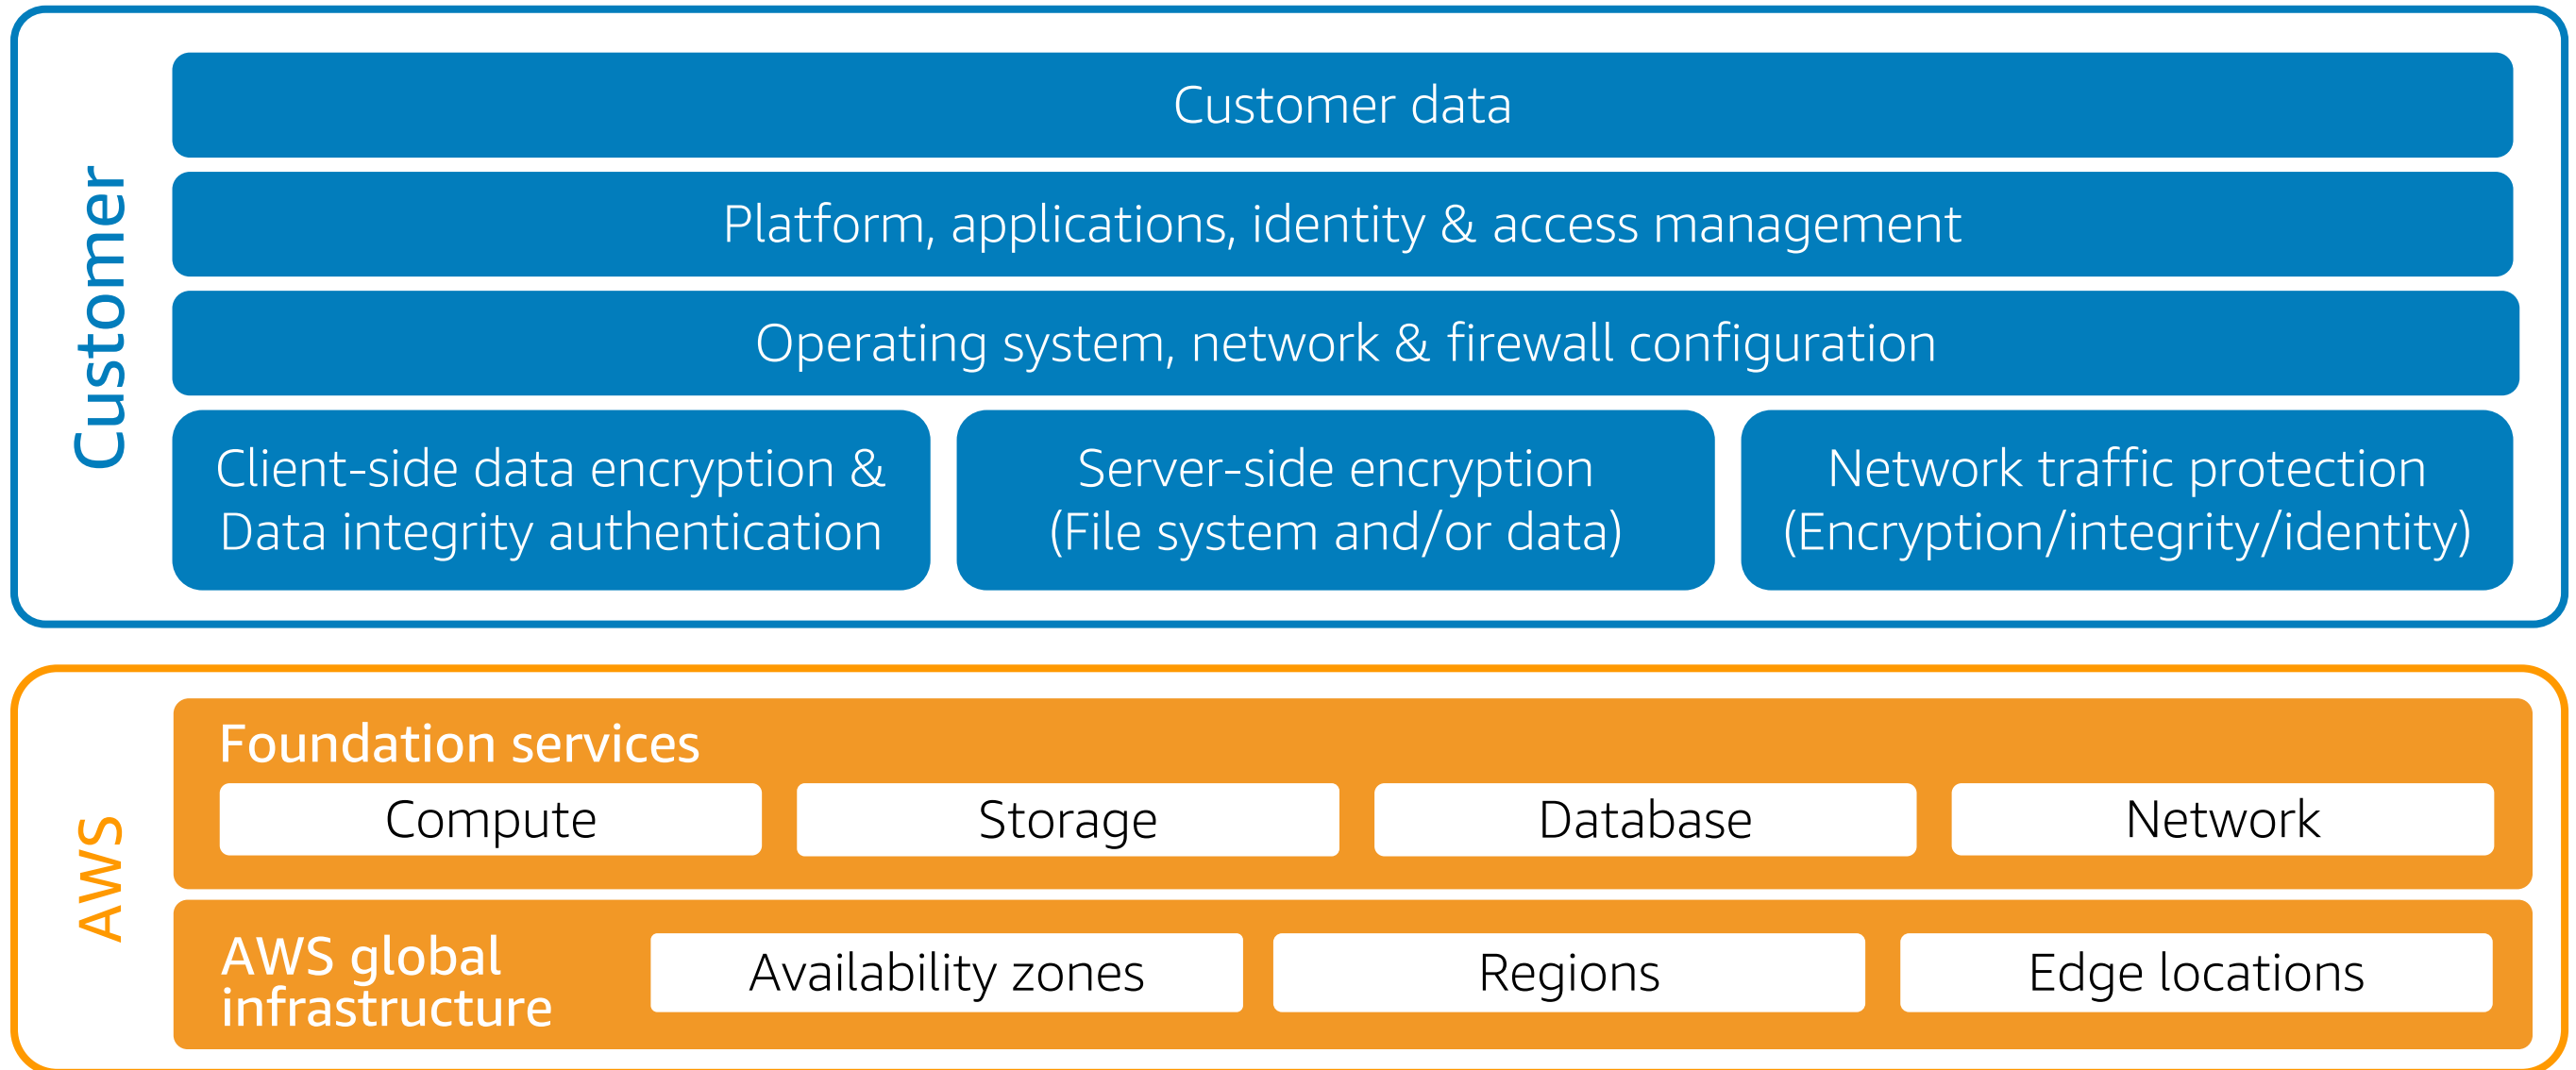 Customer
Customer data
Platform, applications, identity & access management
Operating system, network & firewall configuration
Client-side data encryption &
Data integrity authentication
Server-side encryption
(File system and/or data)
Network traffic protection
(Encryption/integrity/identity)
AWS
Foundation services
Compute
Storage
Database
Network
AWS global
infrastructure
Availability zones
Regions
Edge locations